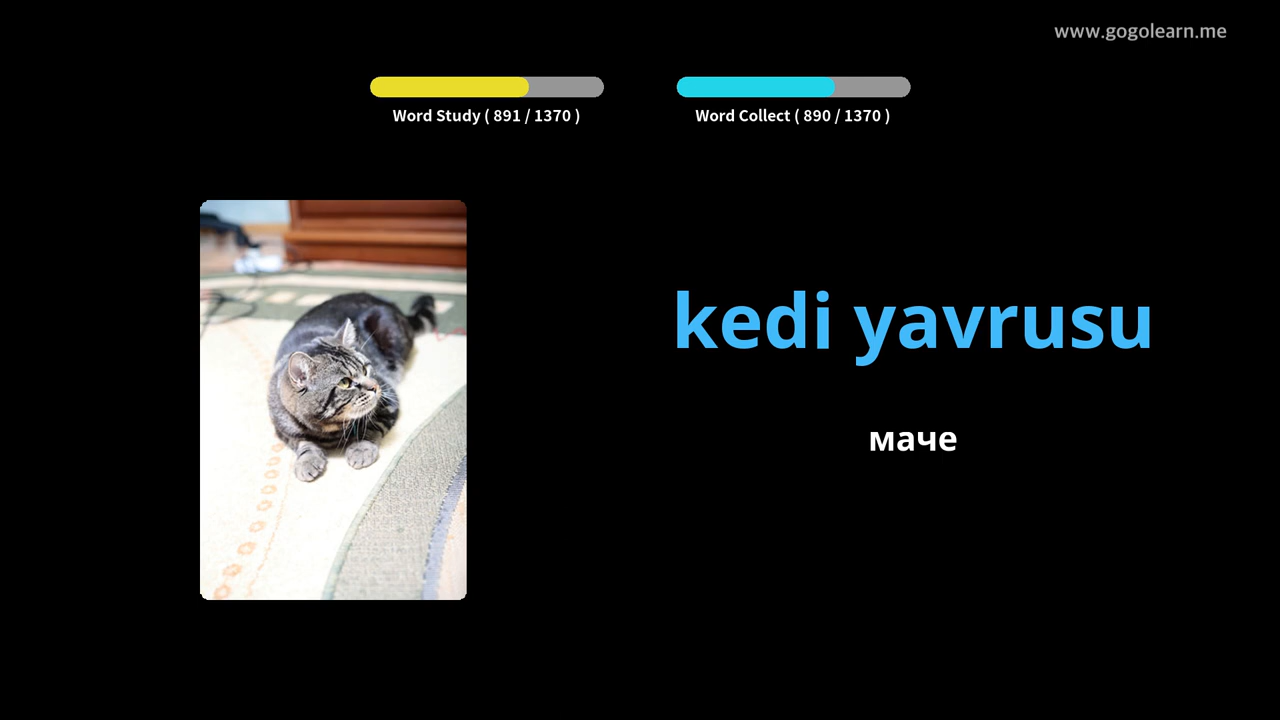 www.gogolearn.me
Word Study ( 891 / 1370 )
Word Collect ( 890 / 1370 )
kedi yavrusu
маче